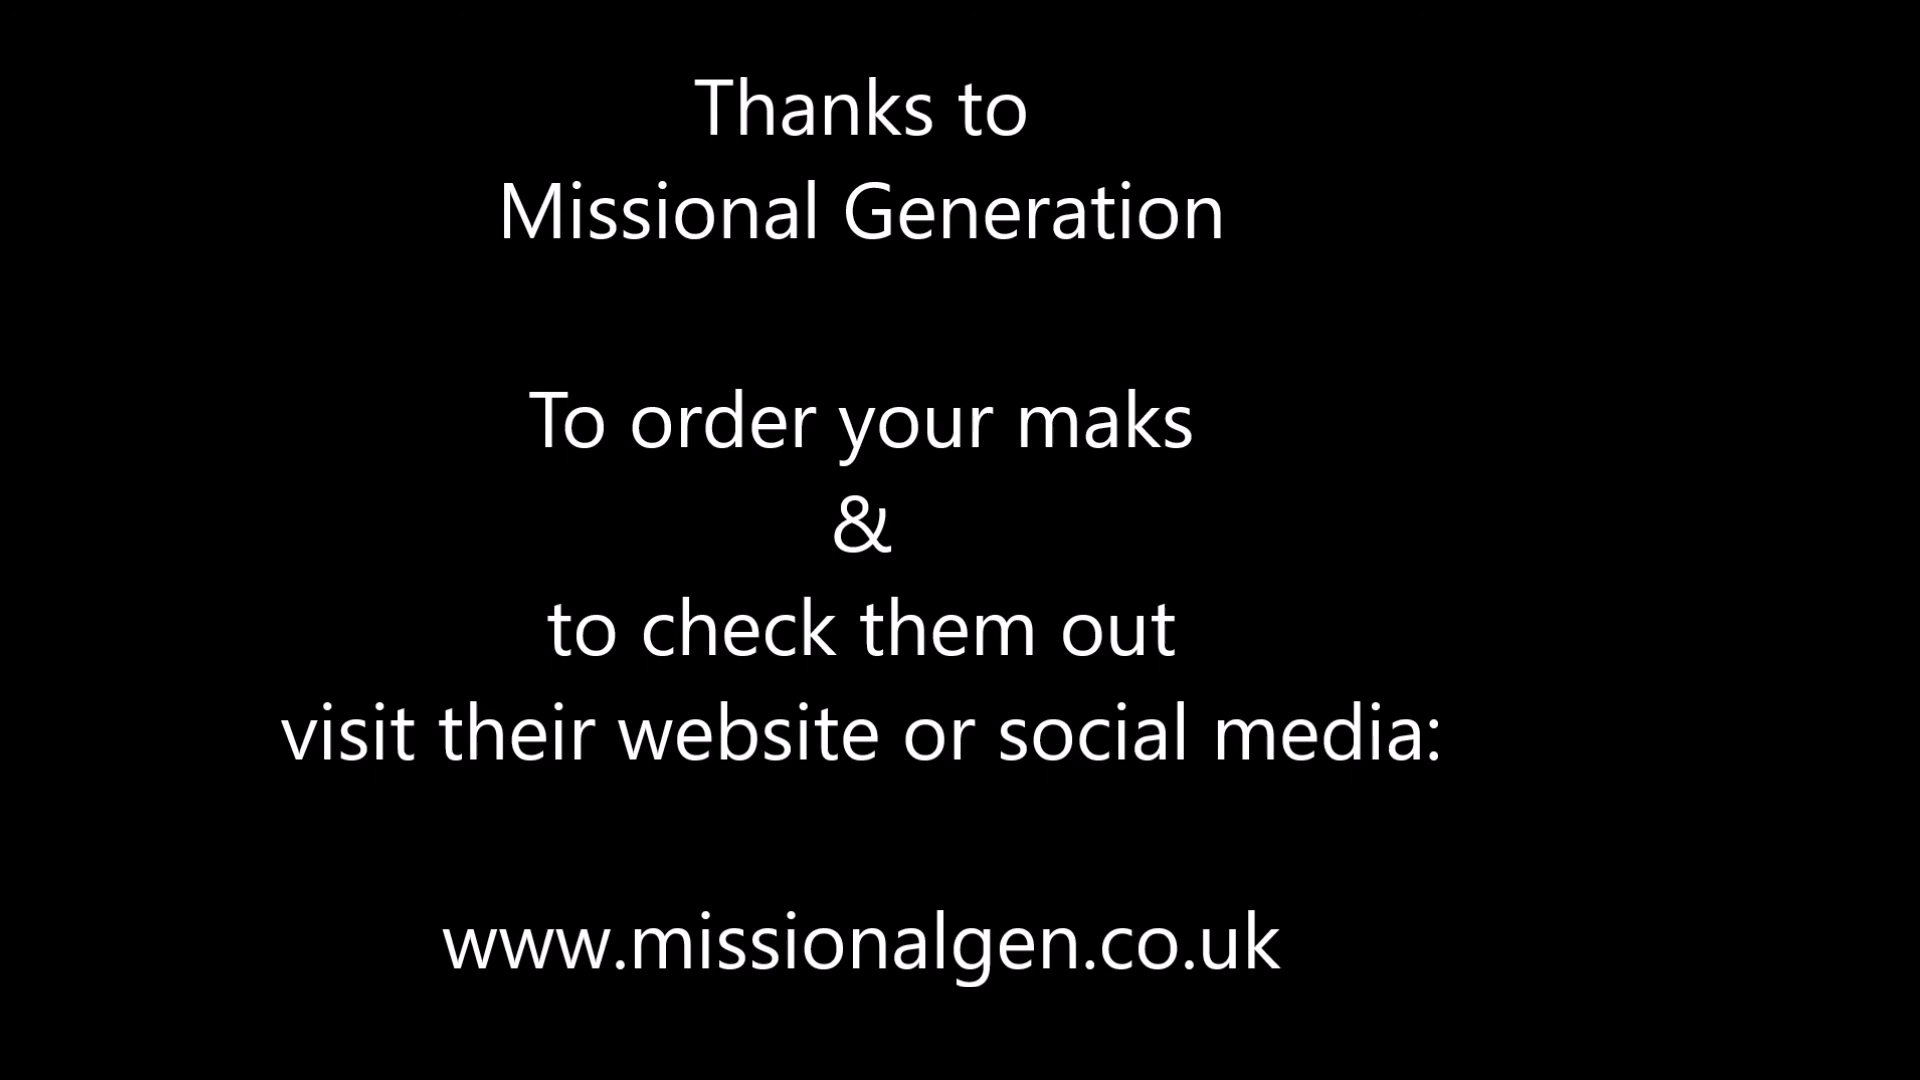 Thanks to
Missional Generation
To order your maks
&
to check them out
visit their website or social media:
www.missionalgen.co.uk